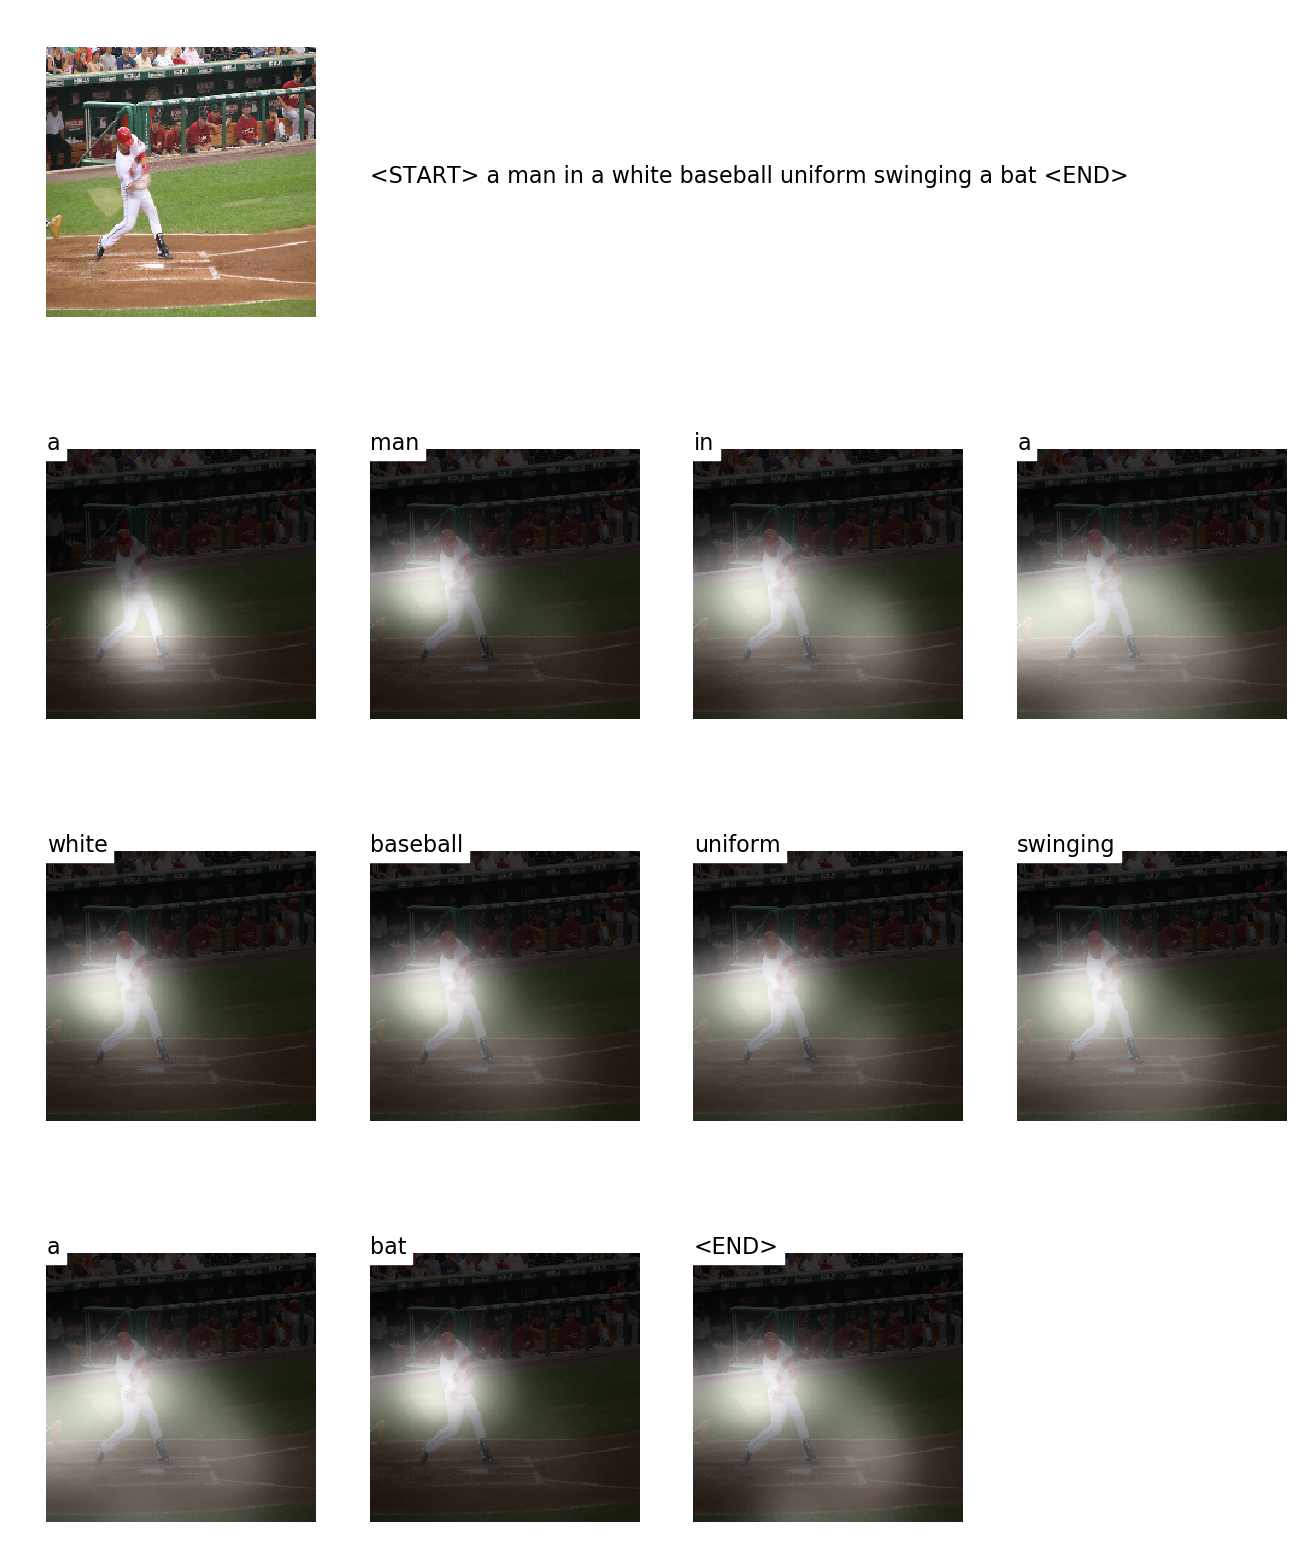 <START> a man in a white baseball uniform swinging a bat <END>
a
man
in
a
white
baseball
uniform
swinging
a
bat
<END>